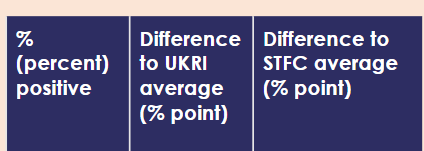 %
(percent)
positive
Difference
to UKRI
average
(% point)
Difference to
STFC average
(% point)